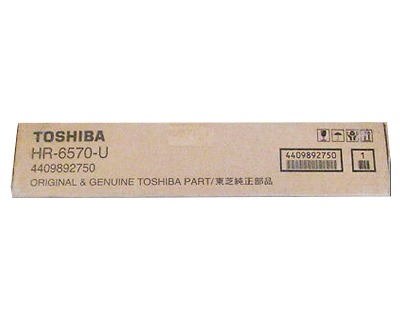 TOSHIBA
HR-6570-U
4409892750
ORIGINAL & GENUINE TOSHIBA PART/東芝純正部品
4409892750
1